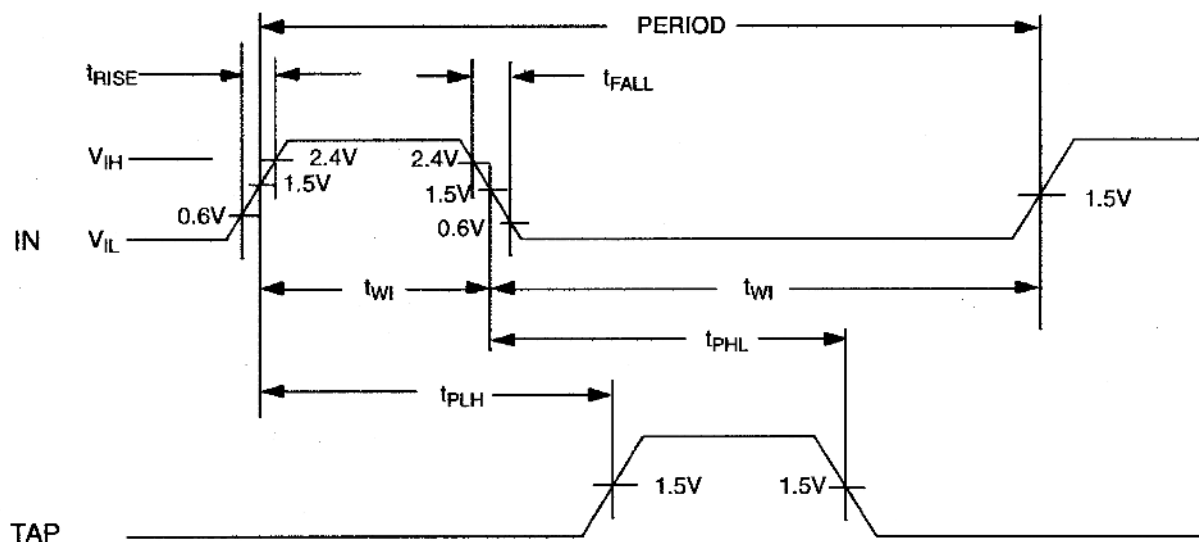 PERIOD
tRISE
tFALL
VIH
2.4V
2.4V
1.5V
1.5V
1.5V
0.6V
0.6V
IN
VIL
tWI
tWI
tPHL
tPLH
1.5V
1.5V
TAP